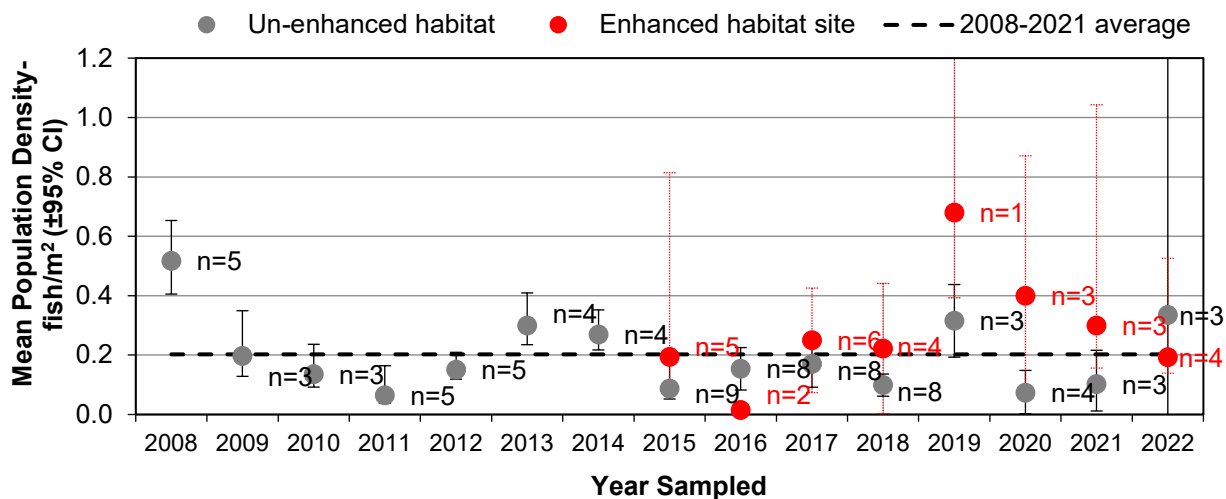 Un-enhanced habitat Enhanced habitat site 2008-2021 average
Mean Population Density-
fish/m² (±95% CI)
1.2
1.0
0.8
0.6
0.4
0.2
0.0
n=5
n=3
n=3
n=5
n=5
n=4
n=4
n=5
n=9
n=8
n=2
n=6
n=8
n=4
n=8
n=1
n=3
n=3
n=4
n=3
n=3
n=3
n=4
2008 2009 2010 2011 2012 2013 2014 2015 2016 2017 2018 2019 2020 2021 2022
Year Sampled